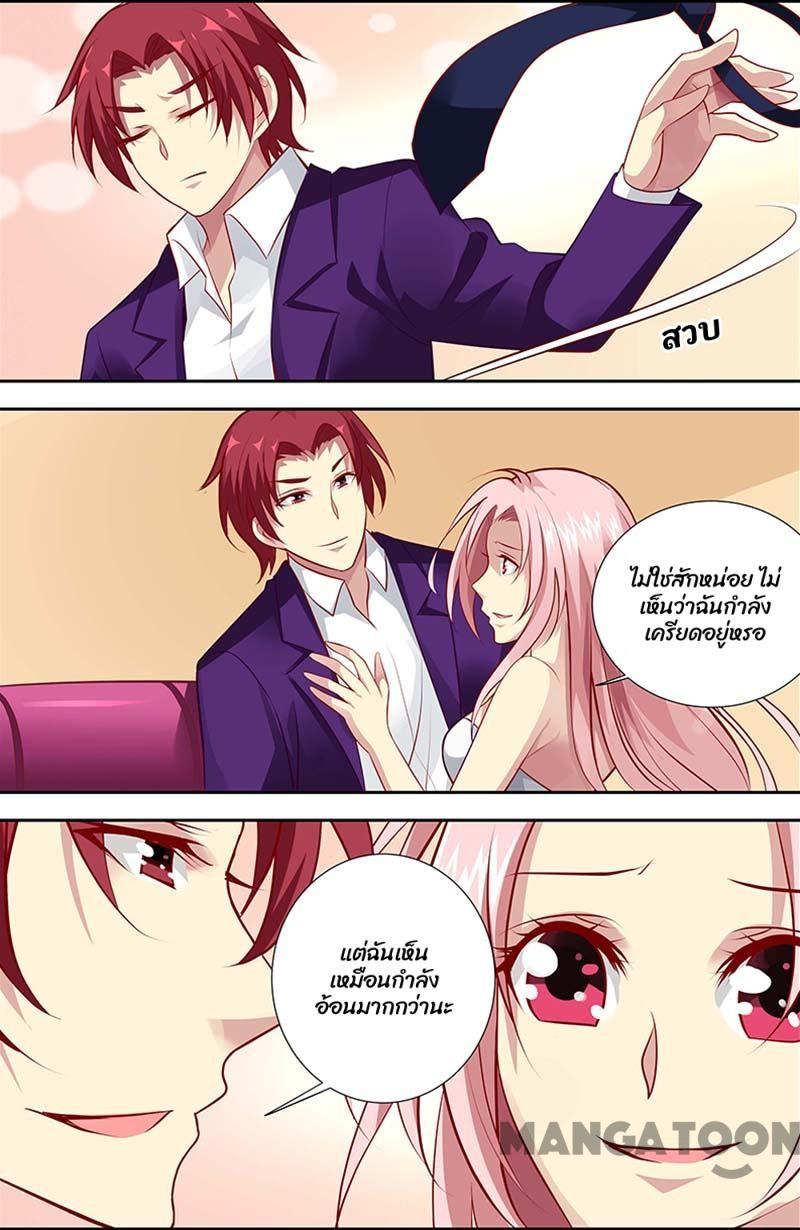 สวบ
ไม่ใช่สักหน่อย ไม่
เห็นว่าฉันกำลัง
เครียดอยู่หรอ
แต่ฉันเห็น
เหมือนกำลัง
อ้อนมากกว่านะ
MANGATOON